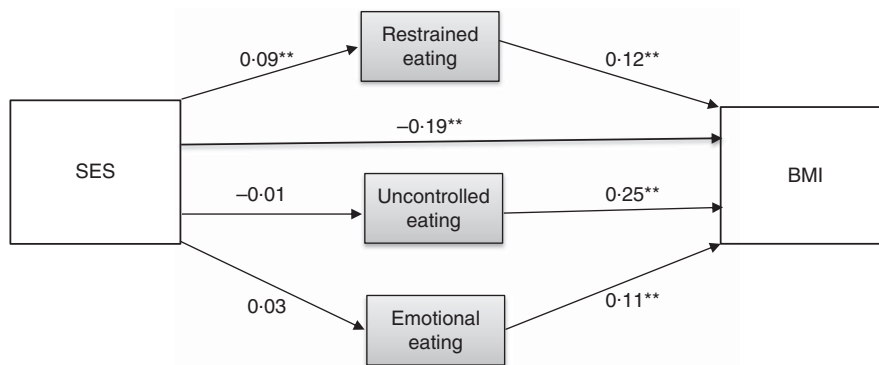 Restrained
eating
0·09**
0·12**
–0·19**
SES
BMI
–0·01
Uncontrolled
eating
0·25**
0·03
Emotional
eating
0·11**